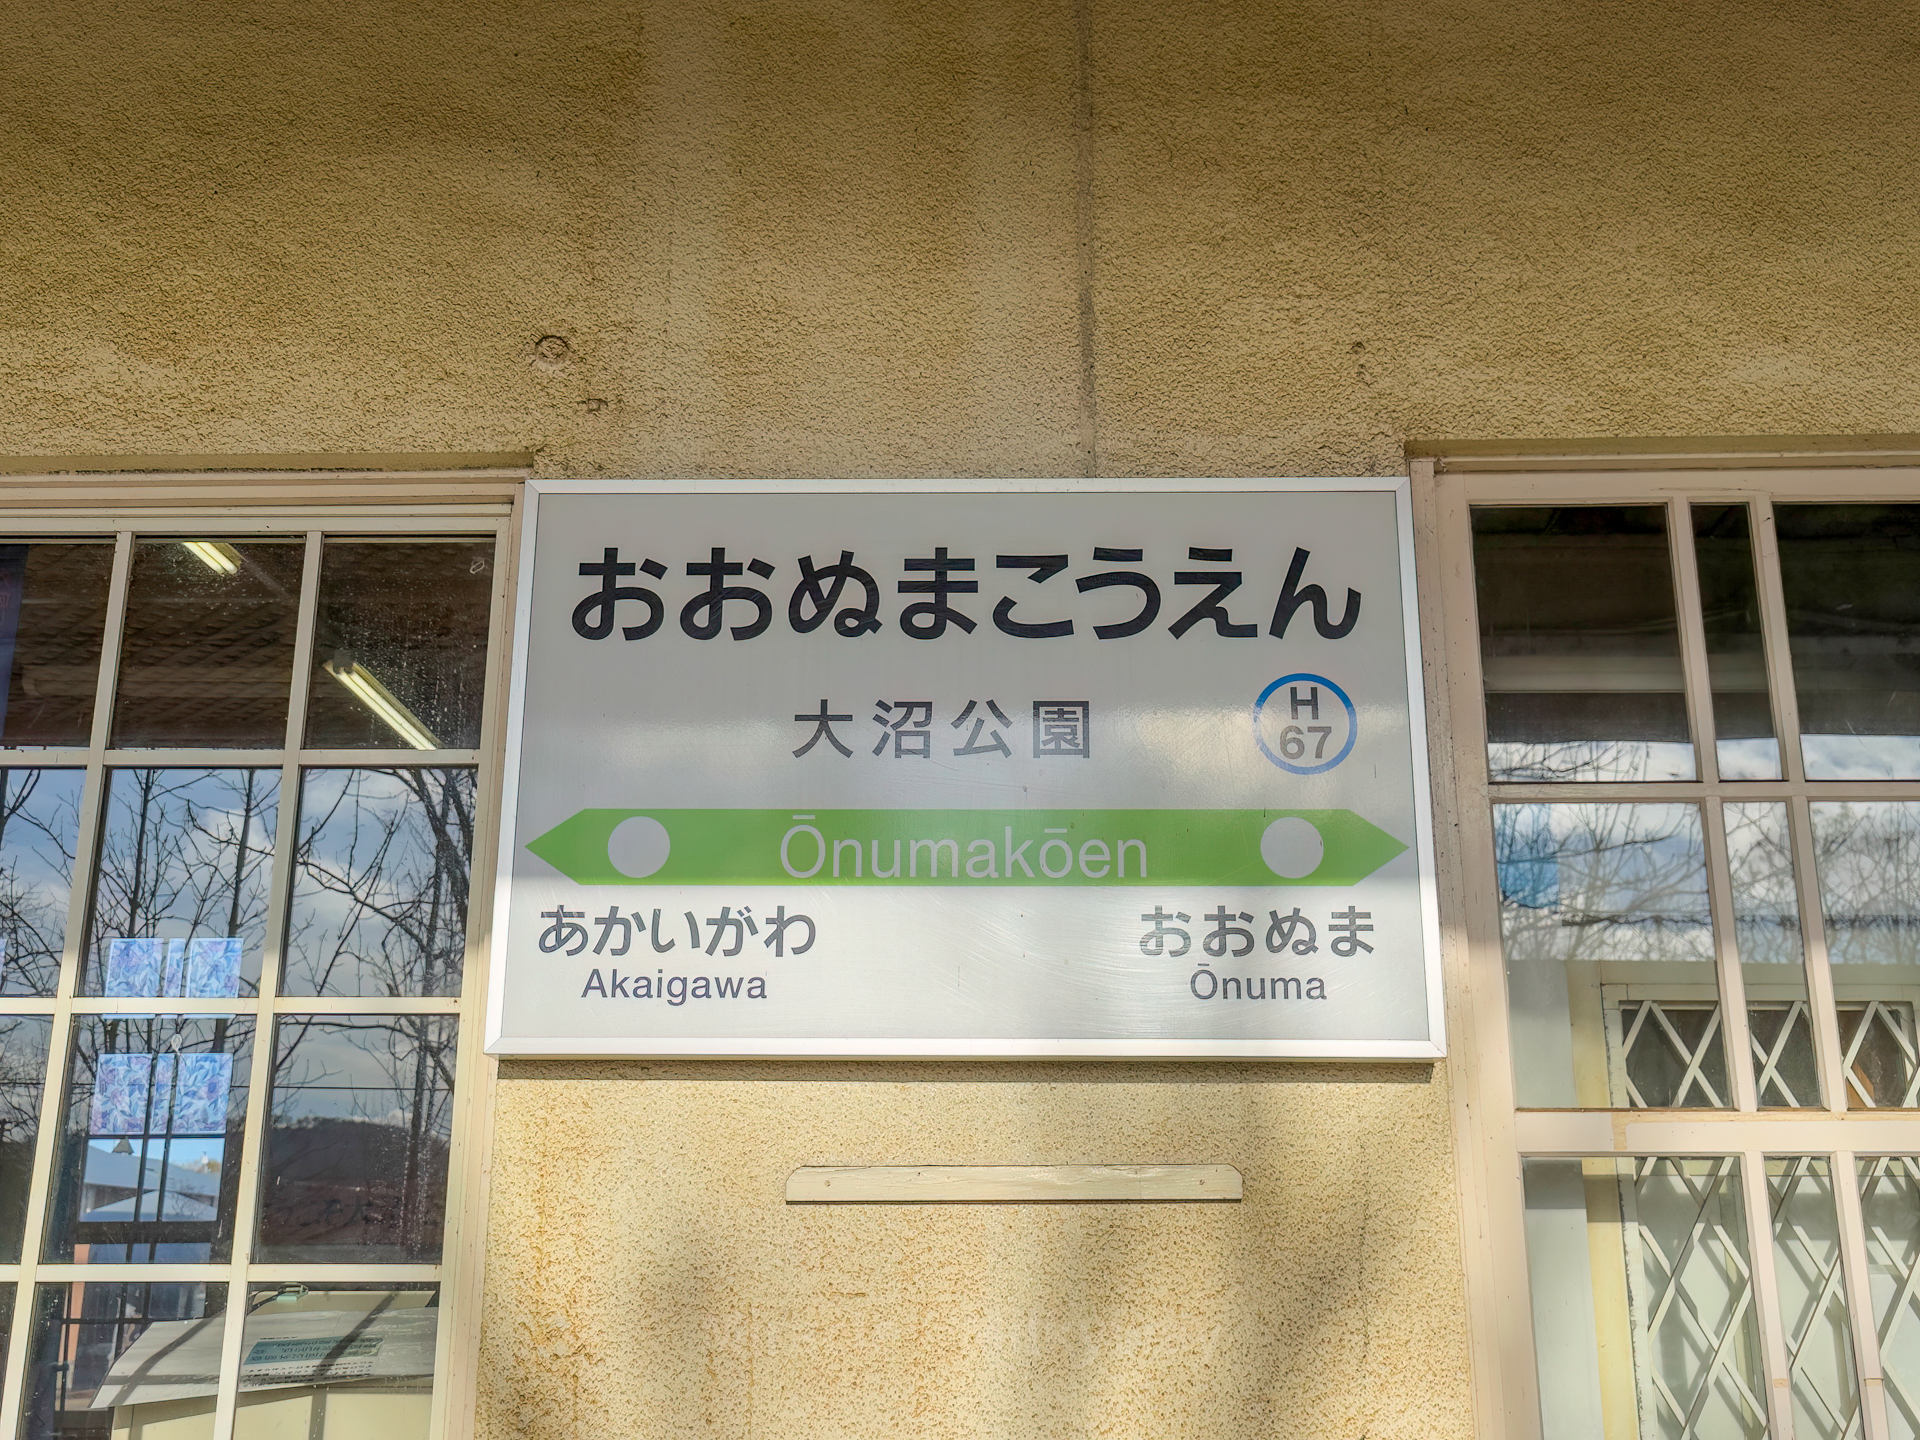 おおぬまこうえん
大沼公園
H
67
Ōnumakōen
あかいがわ
おおぬま
Akaigawa
Ōnuma